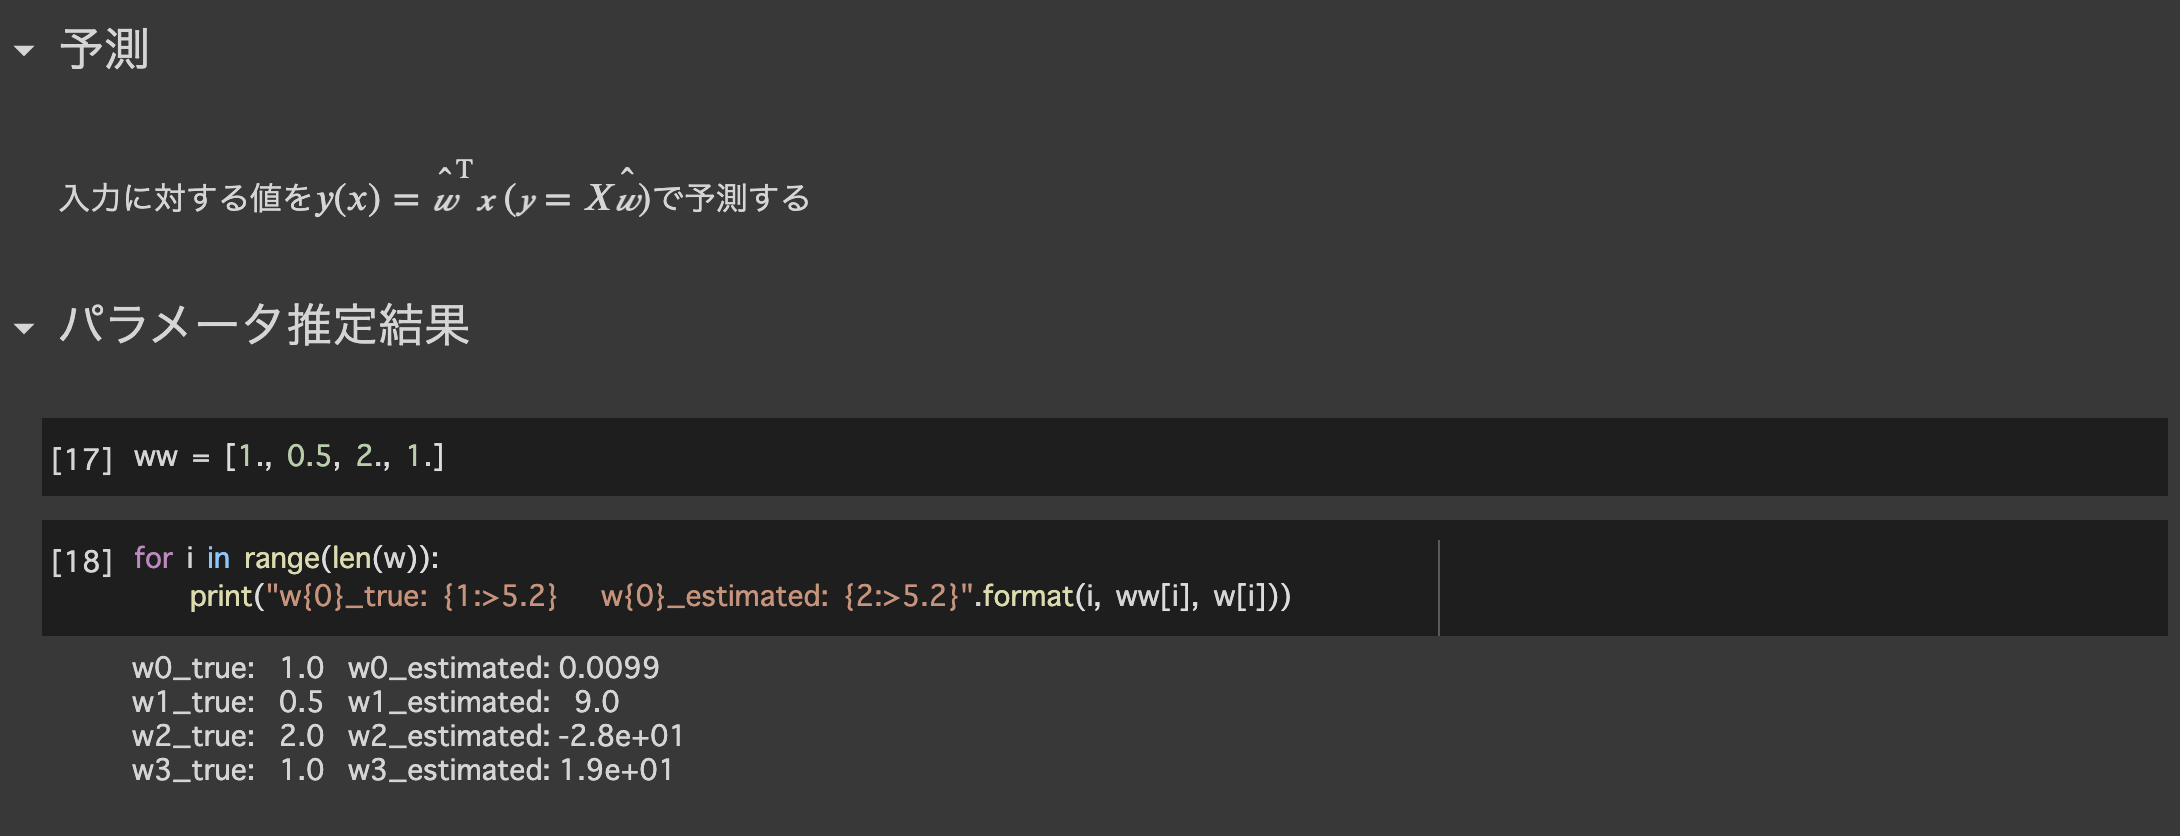 予測
入力に対する値をy(x) = ŵᵀx (y = Xŵ)で予測する
パラメータ推定結果
[17] ww = [1., 0.5, 2., 1.]
[18] for i in range(len(w)):
print("w{0}_true: {1:>5.2}   w{0}_estimated: {2:>5.2}".format(i, ww[i], w[i]))
w0_true:   1.0   w0_estimated: 0.0099
w1_true:   0.5   w1_estimated:   9.0
w2_true:   2.0   w2_estimated: -2.8e+01
w3_true:   1.0   w3_estimated: 1.9e+01